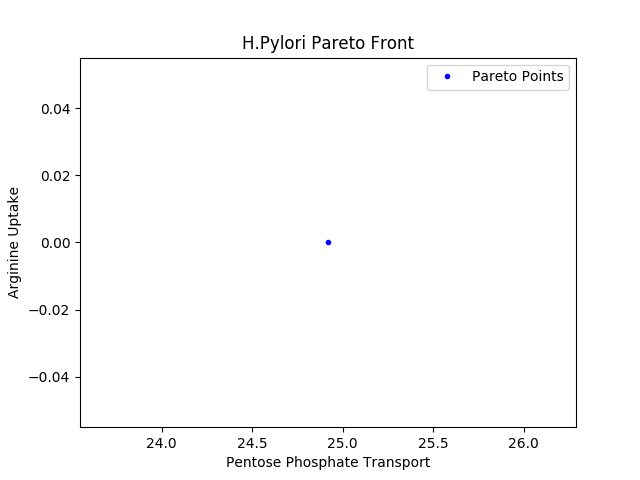 H.Pylori Pareto Front
Pareto Points
0.04
0.02
0.00
−0.02
−0.04
Arginine Uptake
24.0 24.5 25.0 25.5 26.0
Pentose Phosphate Transport